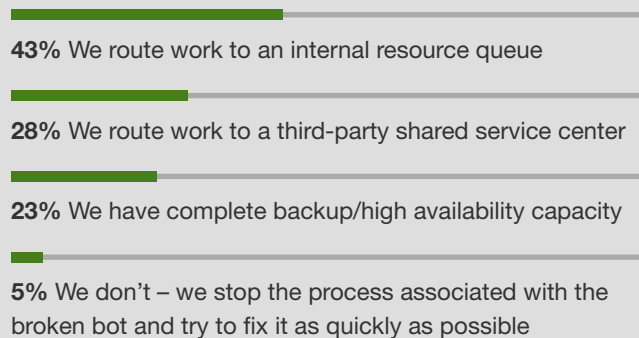 43% We route work to an internal resource queue
28% We route work to a third-party shared service center
23% We have complete backup/high availability capacity
5% We don’t – we stop the process associated with the
broken bot and try to fix it as quickly as possible